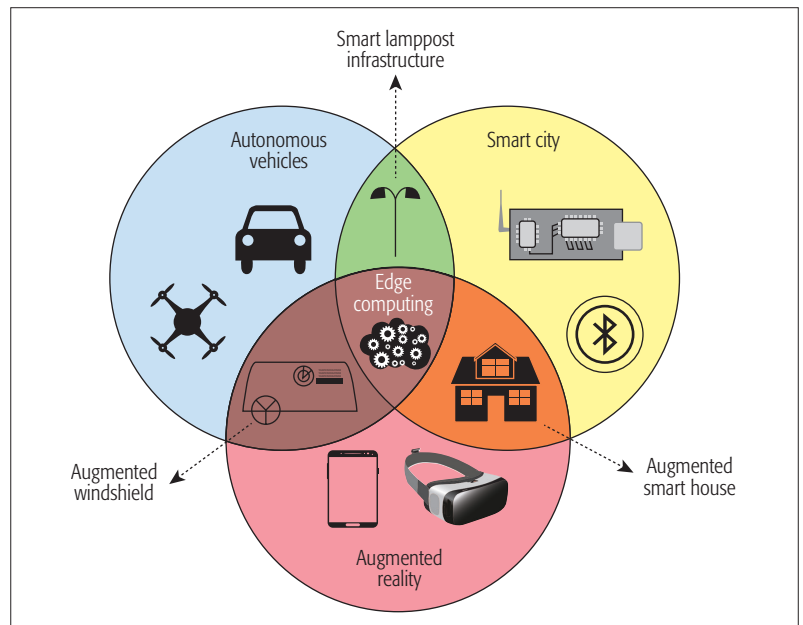 Smart lamppost
infrastructure
Autonomous
vehicles
Smart city
Edge
computing
Augmented
windshield
Augmented
smart house
Augmented
reality